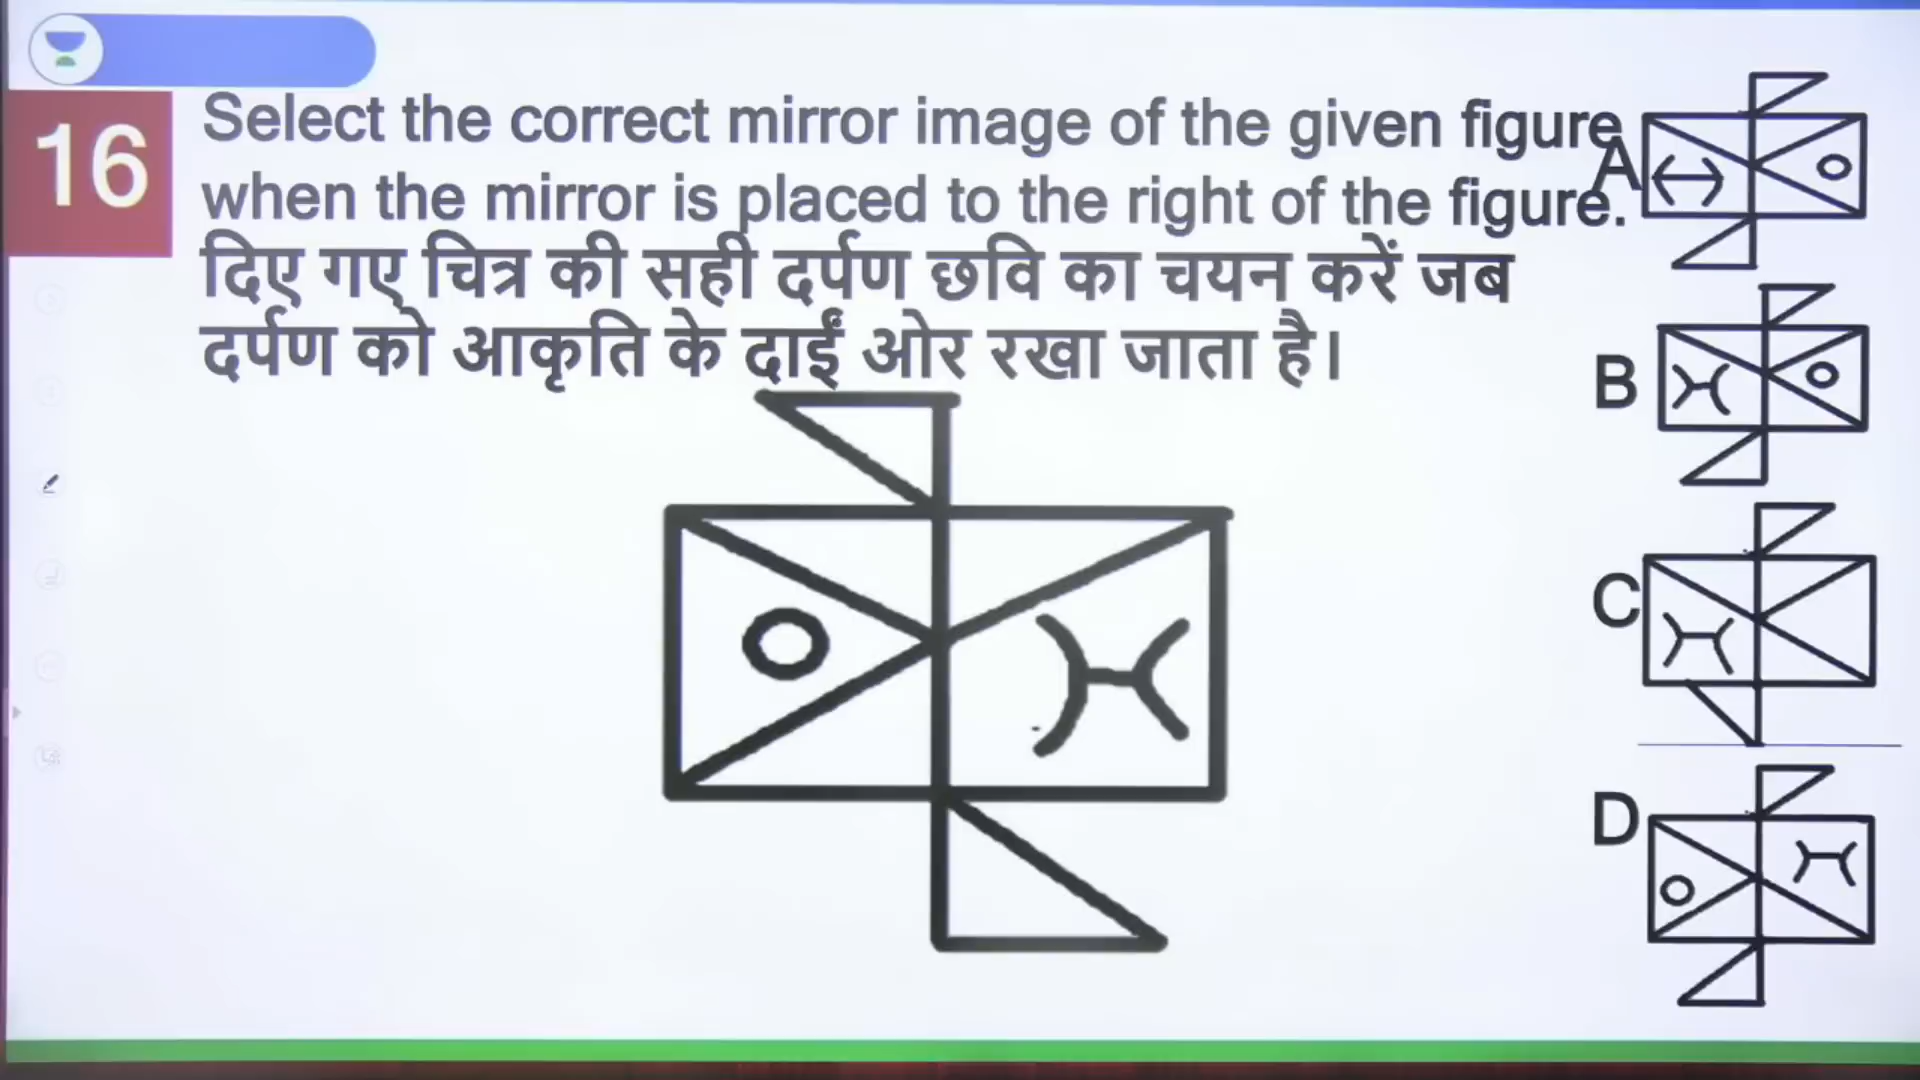 16
Select the correct mirror image of the given figure
when the mirror is placed to the right of the figure.
दिए गए चित्र की सही दर्पण छवि का चयन करें जब
दर्पण को आकृति के दाईं ओर रखा जाता है।
A
B
C
D